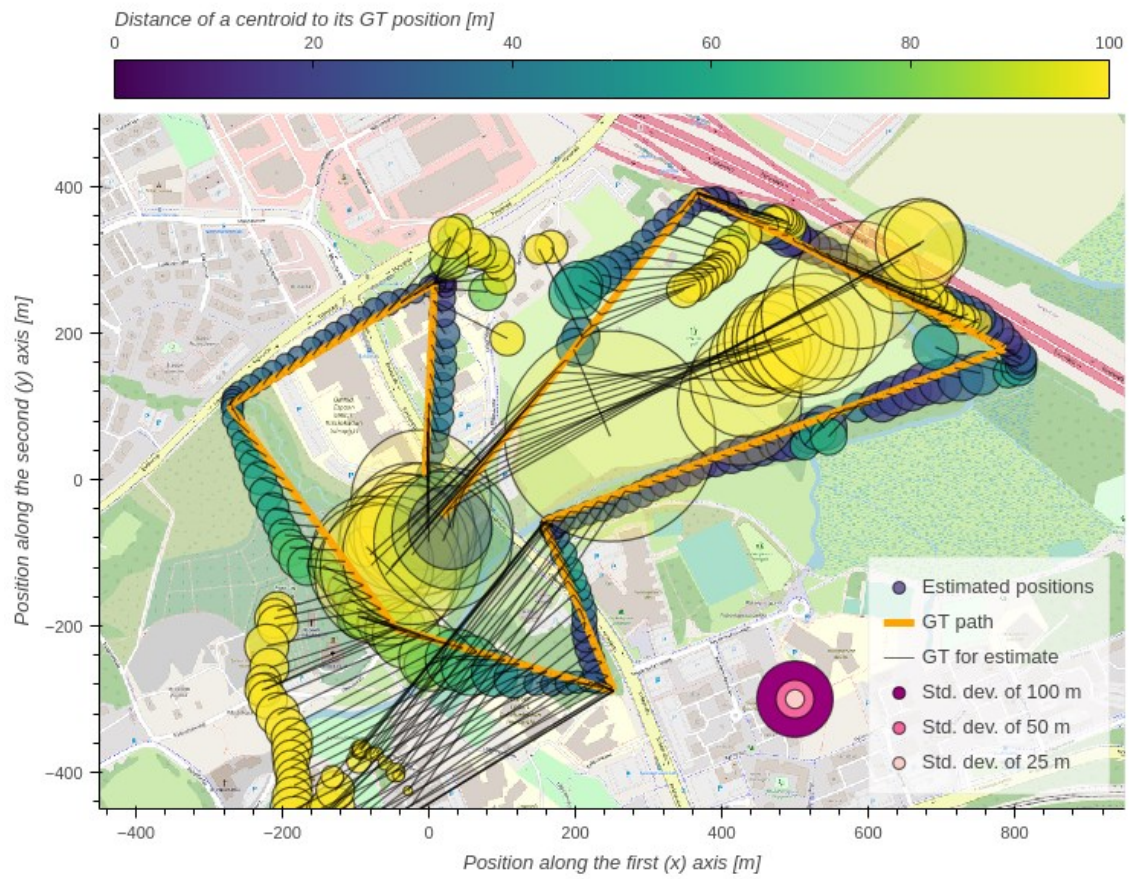 Distance of a centroid to its GT position [m]
0 20 40 60 80 100
Position along the second (y) axis [m]
400
200
0
−200
−400
Estimated positions
GT path
GT for estimate
Std. dev. of 100 m
Std. dev. of 50 m
Std. dev. of 25 m
−400 −200 0 200 400 600 800
Position along the first (x) axis [m]